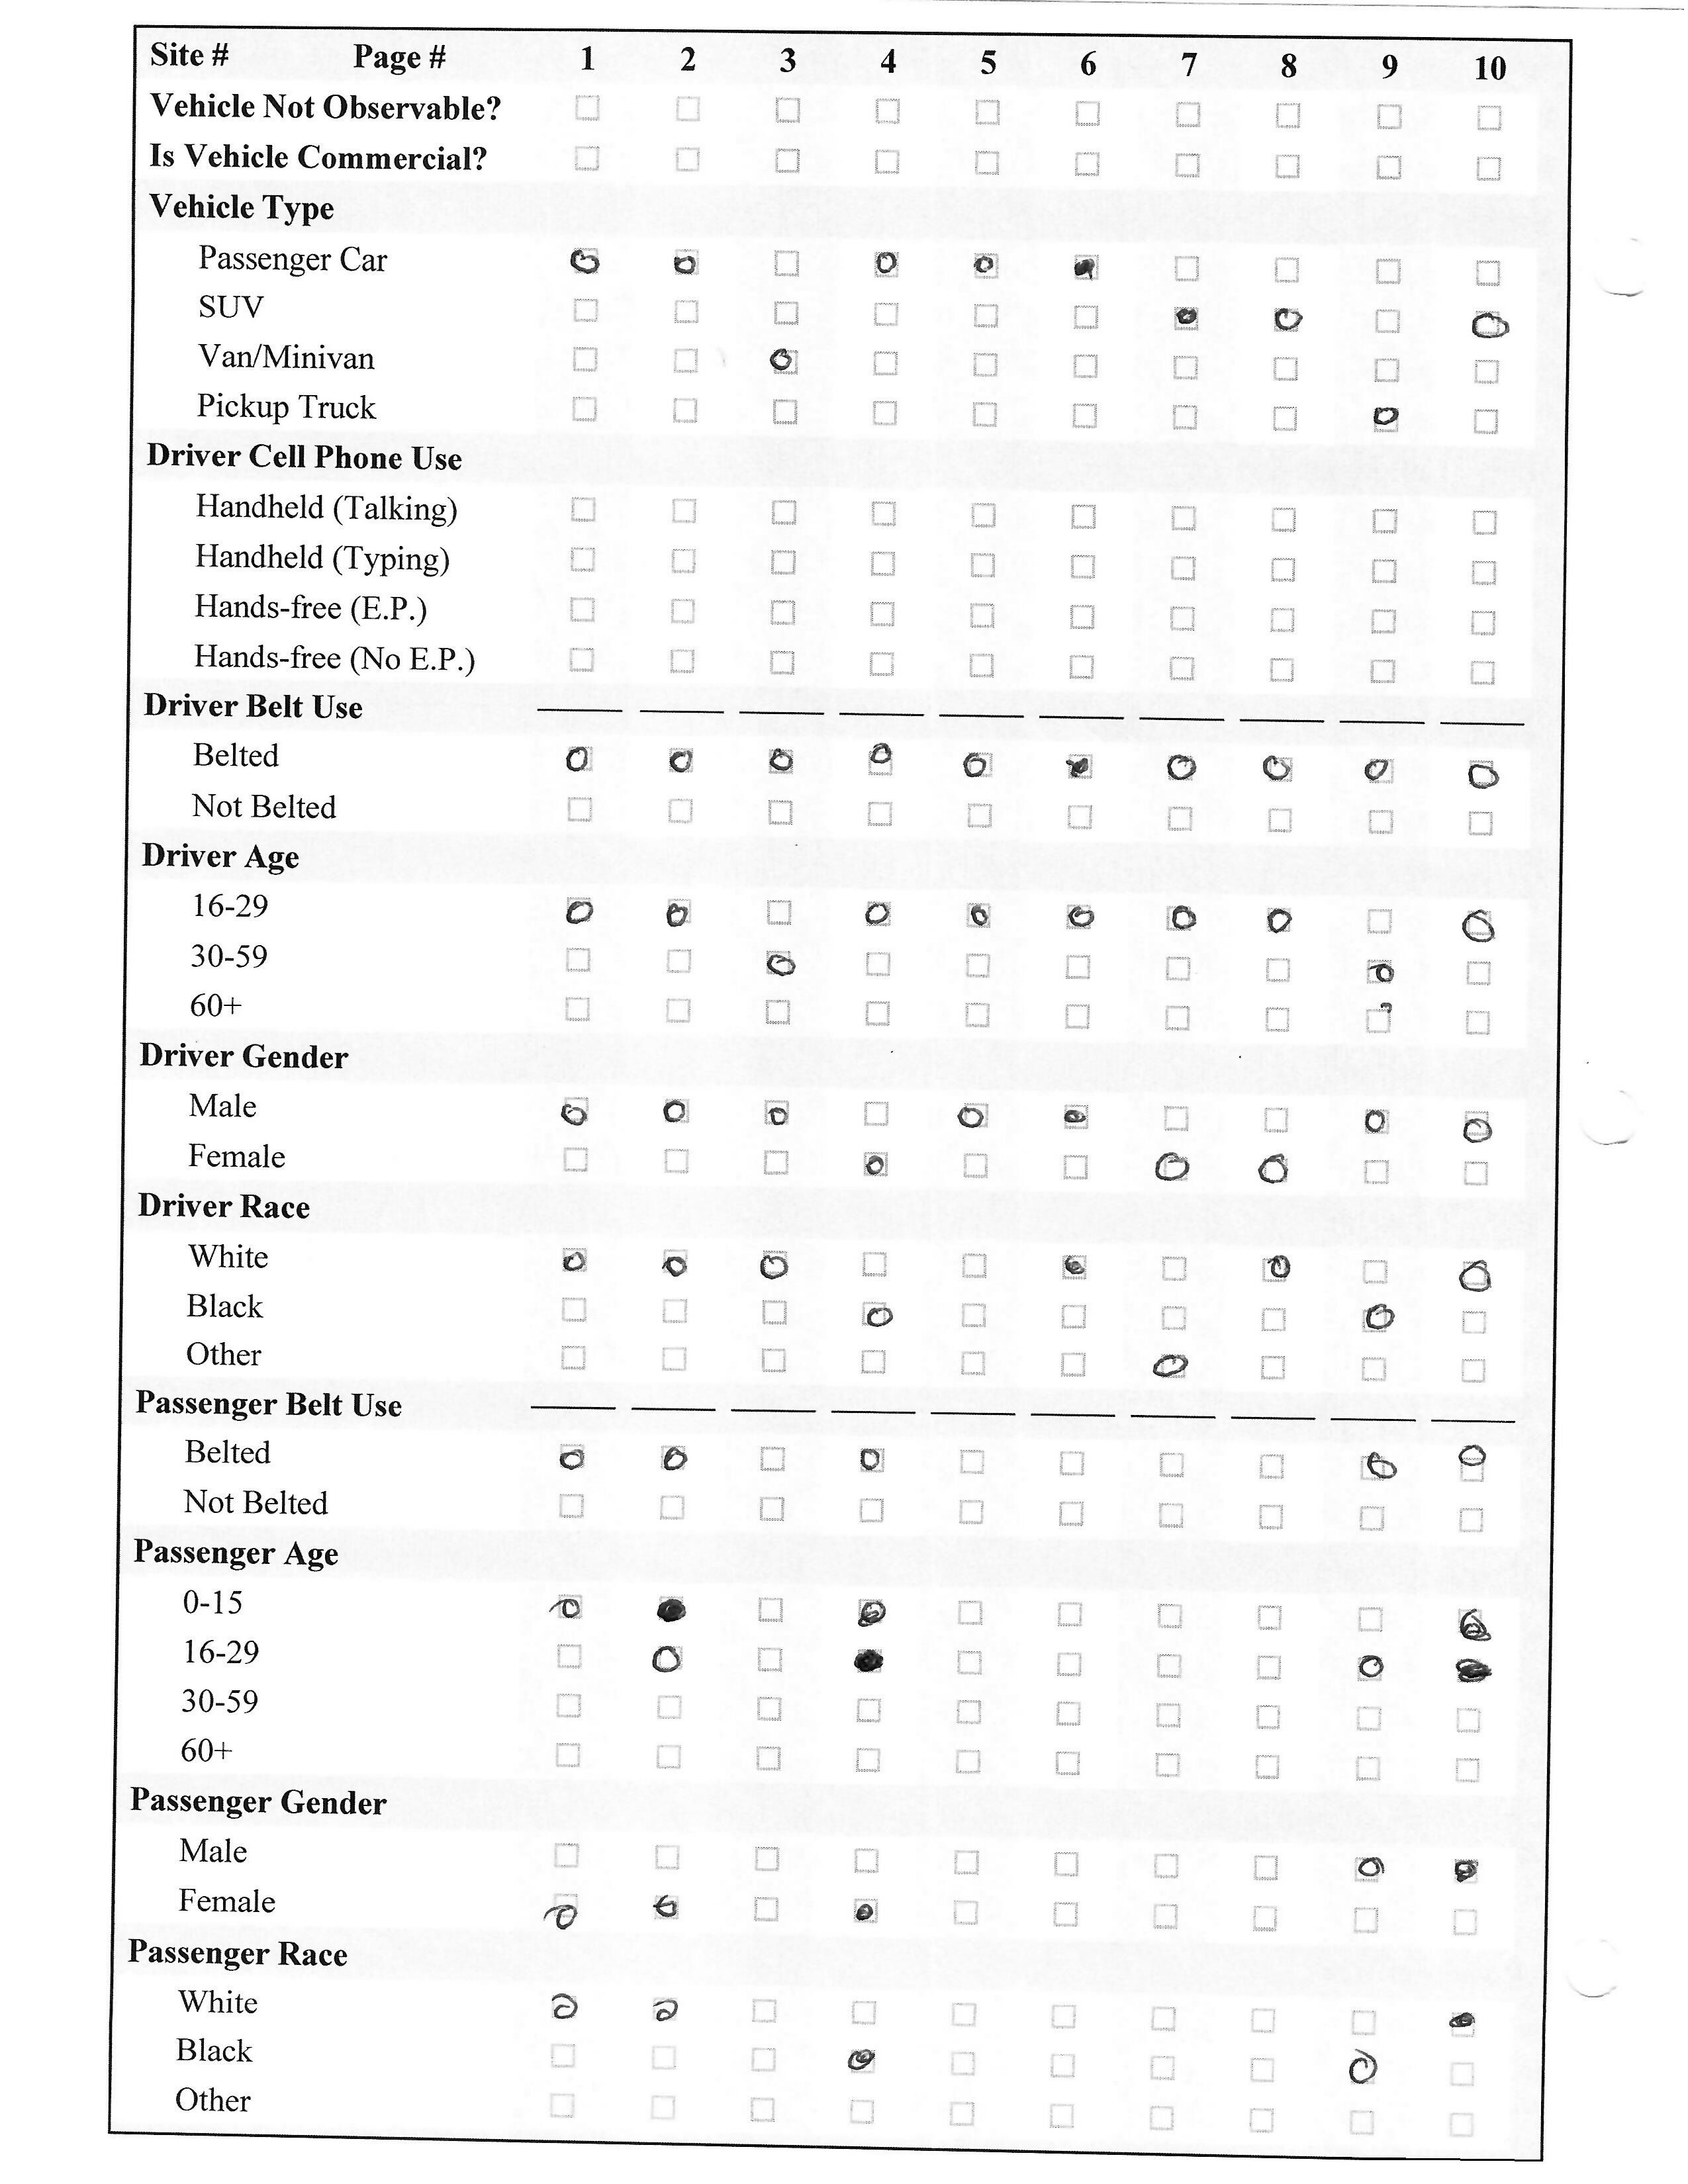 Site # Page # 1 2 3 4 5 6 7 8 9 10
Vehicle Not Observable?
Is Vehicle Commercial?
Vehicle Type
Passenger Car
SUV
Van/Minivan
Pickup Truck
Driver Cell Phone Use
Handheld (Talking)
Handheld (Typing)
Hands-free (E.P.)
Hands-free (No E.P.)
Driver Belt Use
Belted
Not Belted
Driver Age
16-29
30-59
60+
Driver Gender
Male
Female
Driver Race
White
Black
Other
Passenger Belt Use
Belted
Not Belted
Passenger Age
0-15
16-29
30-59
60+
Passenger Gender
Male
Female
Passenger Race
White
Black
Other